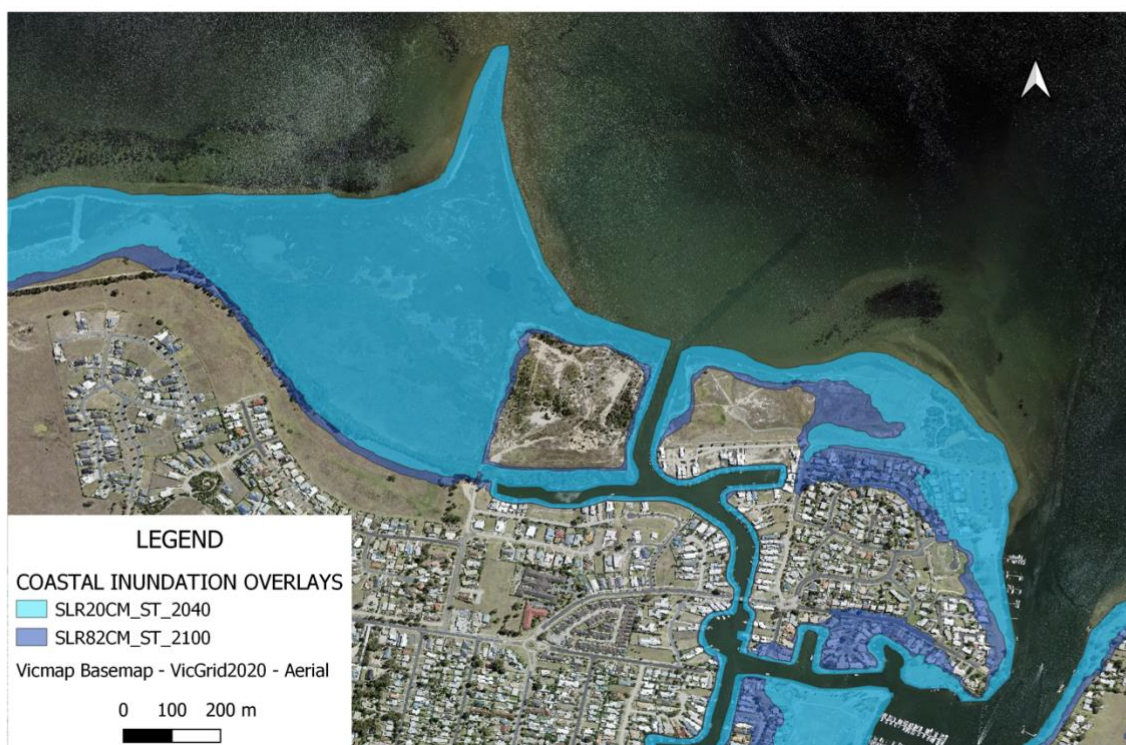 LEGEND
COASTAL INUNDATION OVERLAYS
SLR20CM_ST_2040
SLR82CM_ST_2100
Vicmap Basemap - VicGrid2020 - Aerial
0 100 200 m